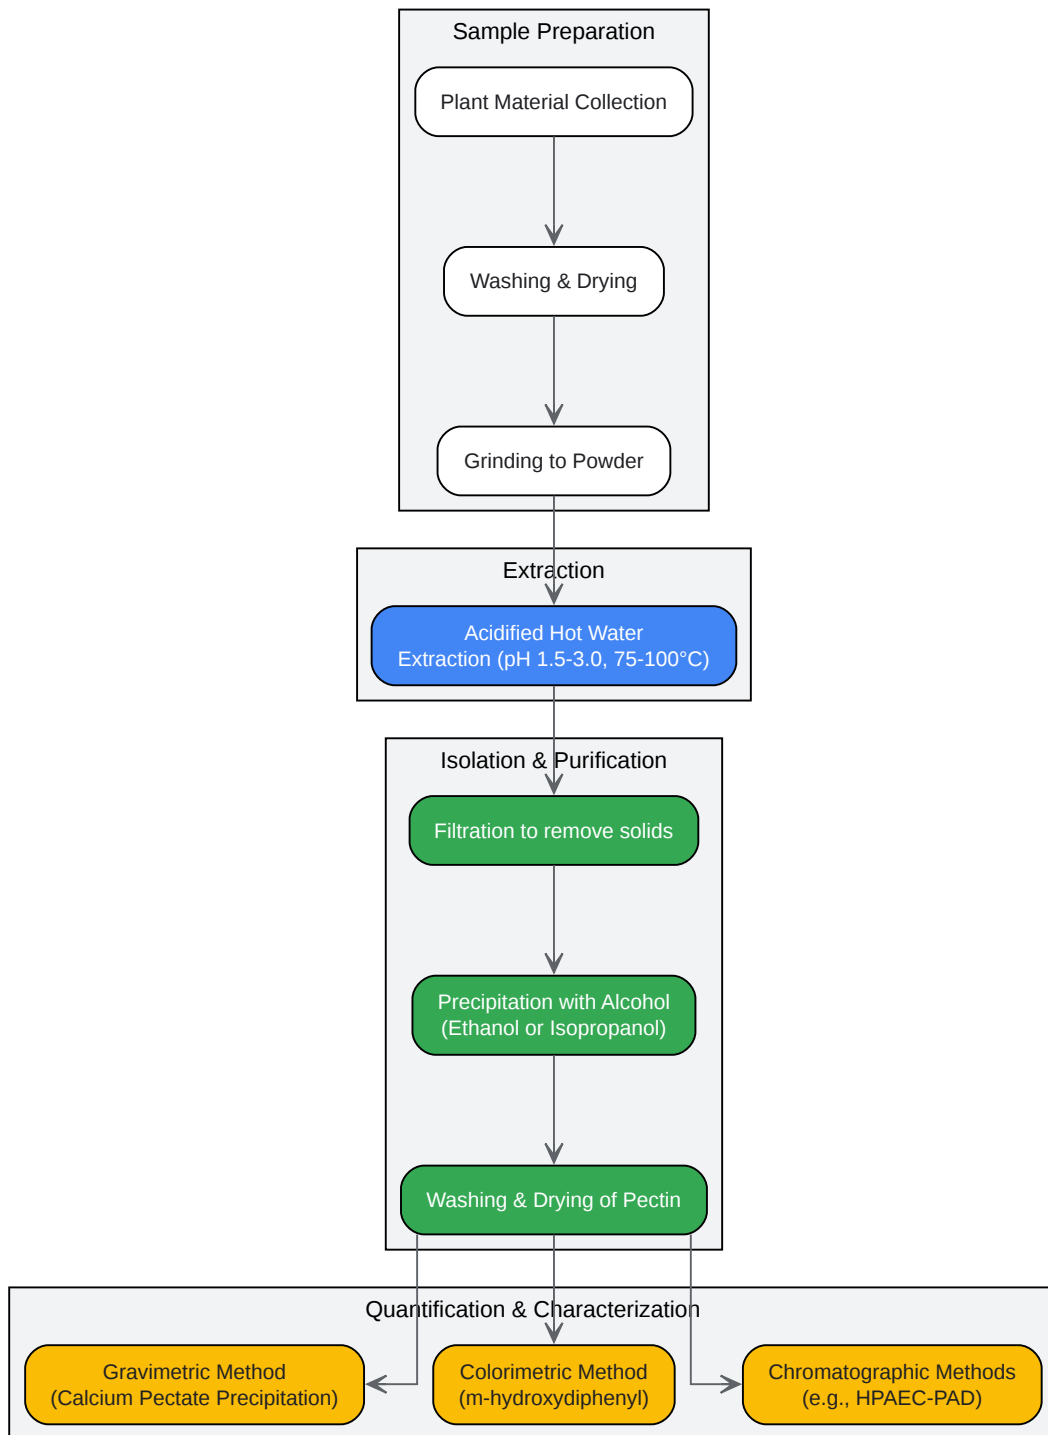 Sample Preparation
Plant Material Collection
Washing & Drying
Grinding to Powder
Extraction
Acidified Hot Water
Extraction (pH 1.5-3.0, 75-100°C)
Isolation & Purification
Filtration to remove solids
Precipitation with Alcohol
(Ethanol or Isopropanol)
Washing & Drying of Pectin
Quantification & Characterization
Gravimetric Method
(Calcium Pectate Precipitation)
Colorimetric Method
(m-hydroxydiphenyl)
Chromatographic Methods
(e.g., HPAEC-PAD)